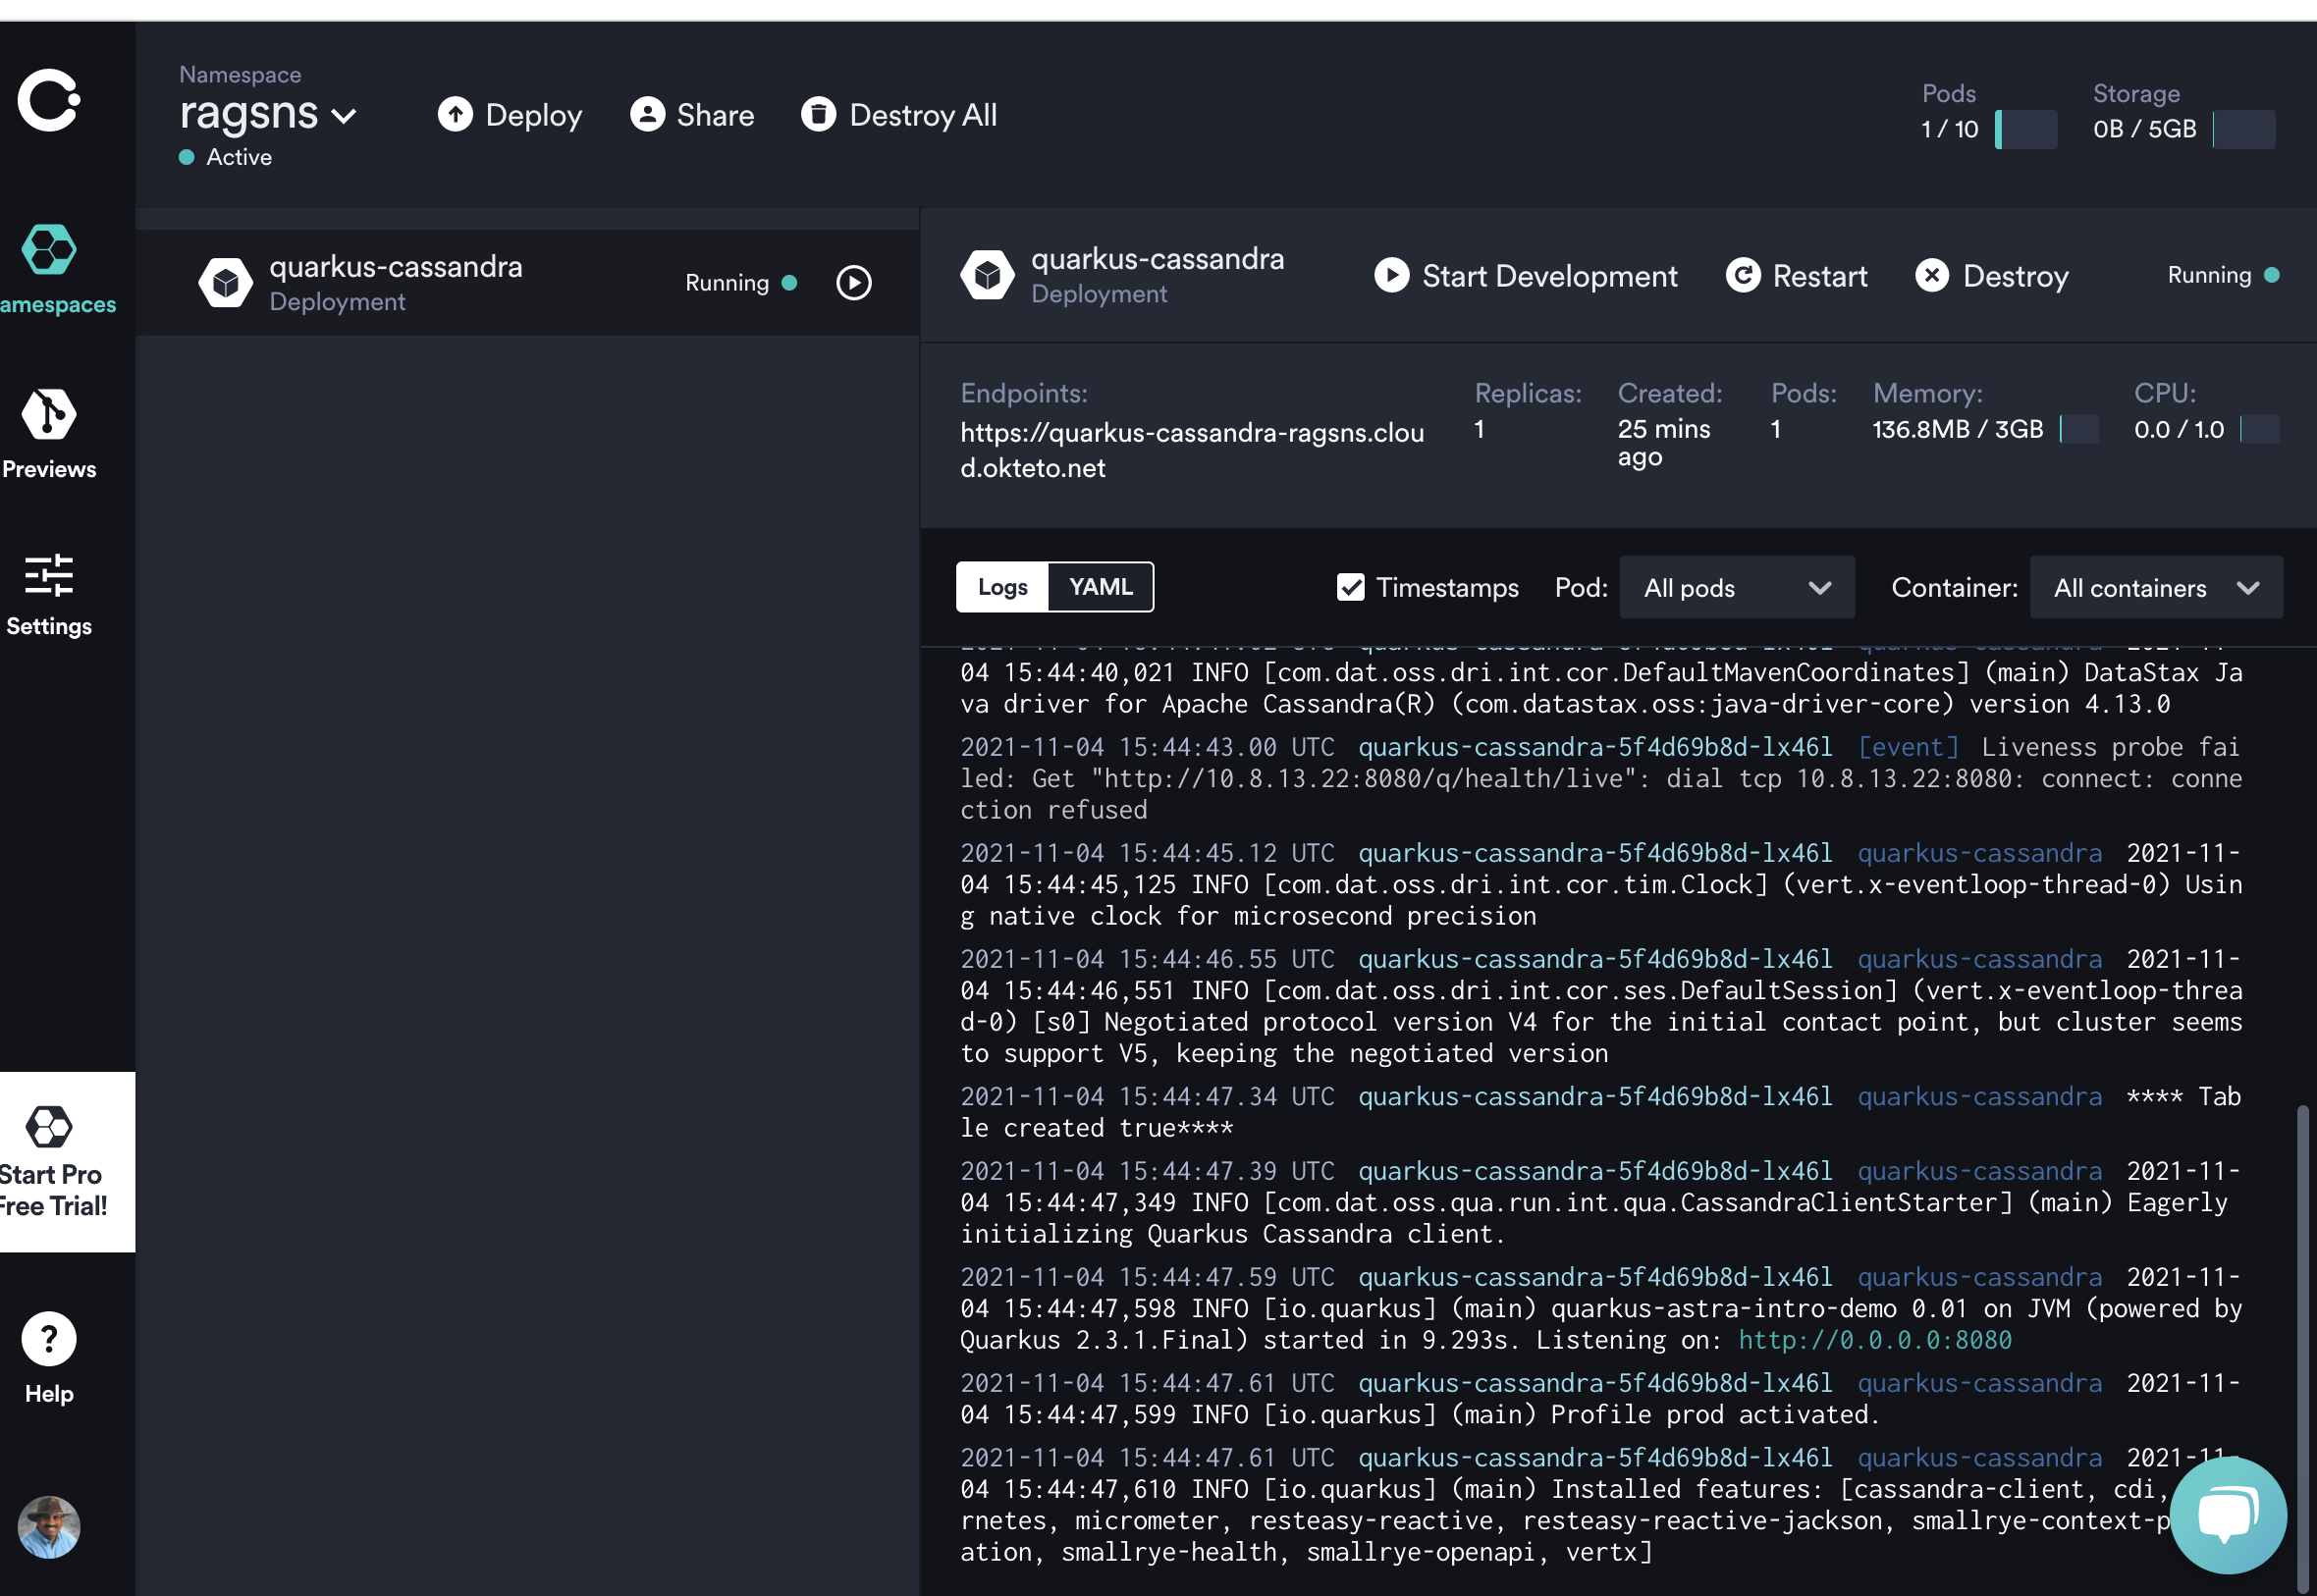 Namespace
ragsns
Active
Deploy
Share
Destroy All
Pods
1 / 10
Storage
0B / 5GB
amespaces
Previews
Settings
Start Pro
Free Trial!
Help
quarkus-cassandra
Deployment
Running
quarkus-cassandra
Deployment
Start Development
Restart
Destroy
Running
Endpoints:
https://quarkus-cassandra-ragsns.clou
d.okteto.net
Replicas:
1
Created:
25 mins
ago
Pods:
1
Memory:
136.8MB / 3GB
CPU:
0.0 / 1.0
Logs
YAML
Timestamps
Pod:
All pods
Container:
All containers
04 15:44:40,021 INFO [com.dat.oss.dri.int.cor.DefaultMavenCoordinates] (main) DataStax Ja
va driver for Apache Cassandra(R) (com.datastax.oss:java-driver-core) version 4.13.0
2021-11-04 15:44:43.00 UTC quarkus-cassandra-5f4d69b8d-lx46l [event] Liveness probe fai
led: Get "http://10.8.13.22:8080/q/health/live": dial tcp 10.8.13.22:8080: connect: conne
ction refused
2021-11-04 15:44:45.12 UTC quarkus-cassandra-5f4d69b8d-lx46l quarkus-cassandra 2021-11-
04 15:44:45,125 INFO [com.dat.oss.dri.int.cor.tim.Clock] (vert.x-eventloop-thread-0) Usin
g native clock for microsecond precision
2021-11-04 15:44:46.55 UTC quarkus-cassandra-5f4d69b8d-lx46l quarkus-cassandra 2021-11-
04 15:44:46,551 INFO [com.dat.oss.dri.int.cor.ses.DefaultSession] (vert.x-eventloop-threa
d-0) [s0] Negotiated protocol version V4 for the initial contact point, but cluster seems
to support V5, keeping the negotiated version
2021-11-04 15:44:47.34 UTC quarkus-cassandra-5f4d69b8d-lx46l quarkus-cassandra **** Tab
le created true****
2021-11-04 15:44:47.39 UTC quarkus-cassandra-5f4d69b8d-lx46l quarkus-cassandra 2021-11-
04 15:44:47,349 INFO [com.dat.oss.qua.run.int.qua.CassandraClientStarter] (main) Eagerly
initializing Quarkus Cassandra client.
2021-11-04 15:44:47.59 UTC quarkus-cassandra-5f4d69b8d-lx46l quarkus-cassandra 2021-11-
04 15:44:47,598 INFO [io.quarkus] (main) quarkus-astra-intro-demo 0.01 on JVM (powered by
Quarkus 2.3.1.Final) started in 9.293s. Listening on: http://0.0.0.0:8080
2021-11-04 15:44:47.61 UTC quarkus-cassandra-5f4d69b8d-lx46l quarkus-cassandra 2021-11-
04 15:44:47,599 INFO [io.quarkus] (main) Profile prod activated.
2021-11-04 15:44:47.61 UTC quarkus-cassandra-5f4d69b8d-lx46l quarkus-cassandra 2021-11-
04 15:44:47,610 INFO [io.quarkus] (main) Installed features: [cassandra-client, cdi,
rnetes, micrometer, resteasy-reactive, resteasy-reactive-jackson, smallrye-context-p
ation, smallrye-health, smallrye-openapi, vertx]